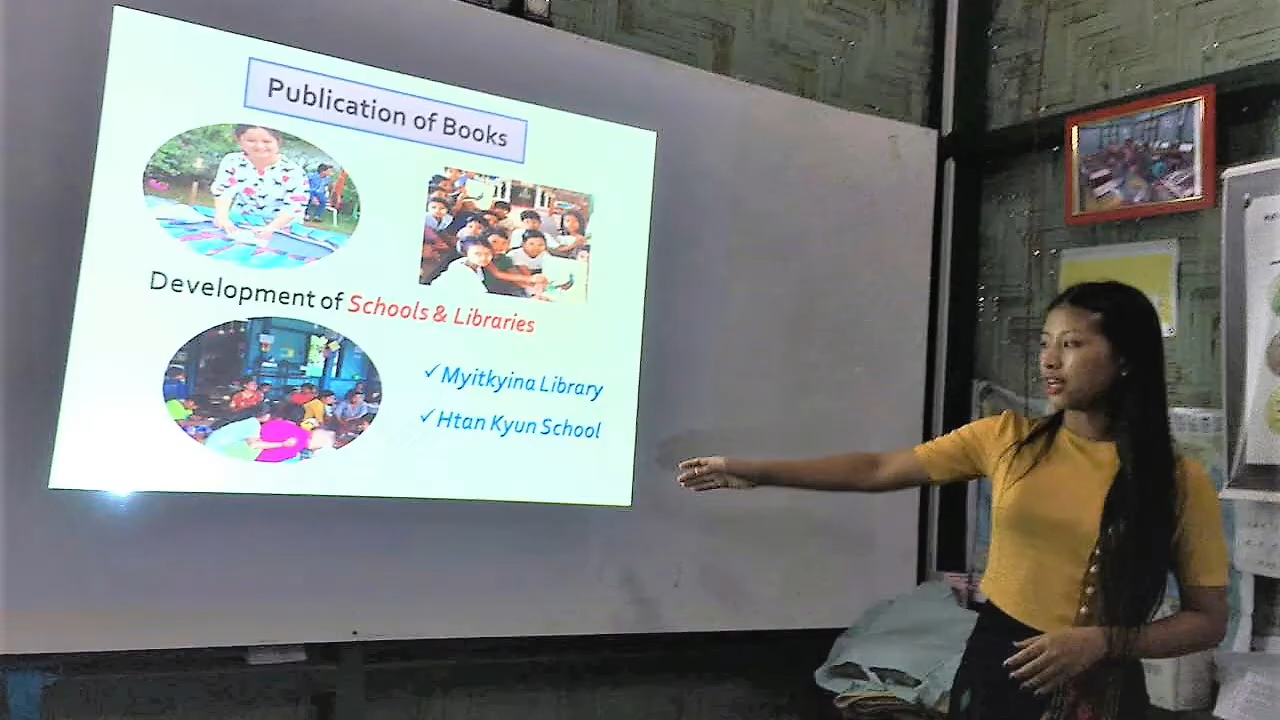 Publication of Books
Development of Schools & Libraries
✓ Myitkyina Library
✓ Htan Kyun School